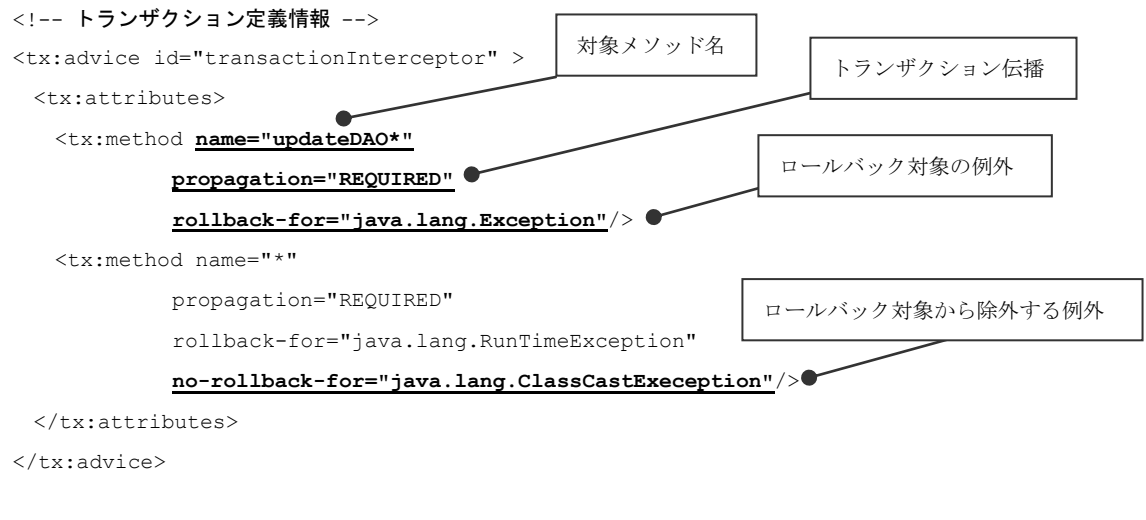 <!-- トランザクション定義情報 -->
対象メソッド名
<tx:advice id="transactionInterceptor" >
トランザクション伝播
<tx:attributes>
<tx:method name="updateDAO*"
propagation="REQUIRED"
ロールバック対象の例外
rollback-for="java.lang.Exception"/>
<tx:method name="*"
propagation="REQUIRED"
ロールバック対象から除外する例外
rollback-for="java.lang.RunTimeException"
no-rollback-for="java.lang.ClassCastExeception"/>
</tx:attributes>
</tx:advice>